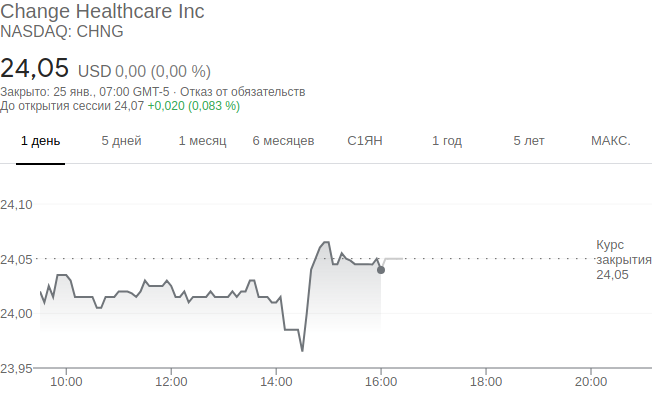 Change Healthcare Inc
NASDAQ: CHNG
24,05 USD 0,00 (0,00 %)
Закрыто: 25 янв., 07:00 GMT-5 · Отказ от обязательств
До открытия сессии 24,07 +0,020 (0,083 %)
1 день 5 дней 1 месяц 6 месяцев С1ЯН 1 год 5 лет МАКС.
24,10
Курс
24,05 закрытия
24,05
24,00
23,95
10:00 12:00 14:00 16:00 18:00 20:00